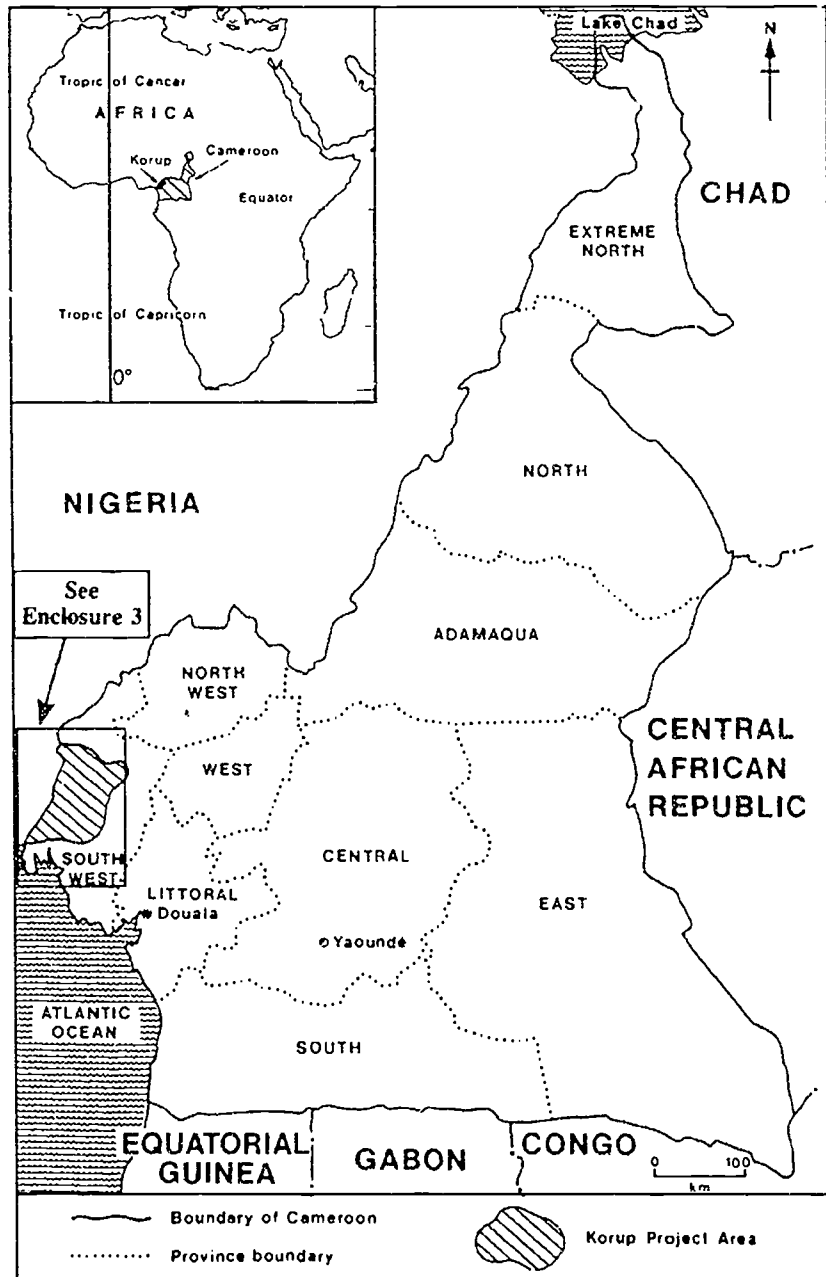 Lake Chad
N
Tropic of Cancar
AFRICA
Cameroon
Korup
Equator
Tropic of Capricorn
0°
CHAD
EXTREME
NORTH
NORTH
NIGERIA
See
Enclosure 3
ADAMAQUA
NORTH
WEST
WEST
CENTRAL
AFRICAN
REPUBLIC
CENTRAL
SOUTH
WEST
LITTORAL
Douala
EAST
Yaoundé
ATLANTIC
OCEAN
SOUTH
EQUATORIAL
GUINEA
GABON
CONGO
0 100
km
Boundary of Cameroon
Province boundary
Korup Project Area